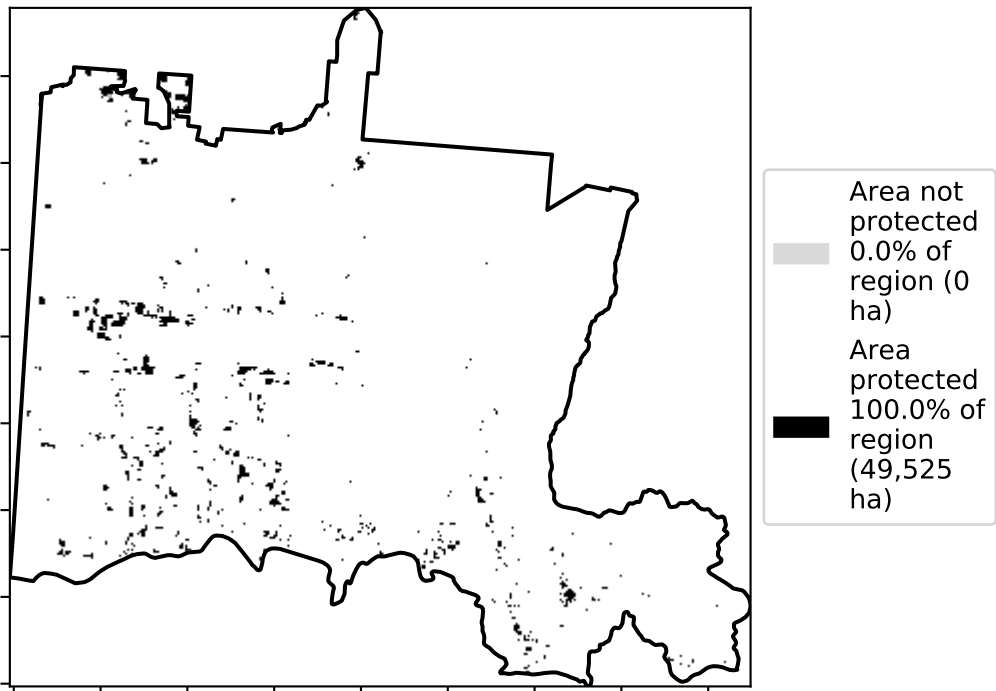 Area not
protected
0.0% of
region (0
ha)
Area
protected
100.0% of
region
(49,525
ha)